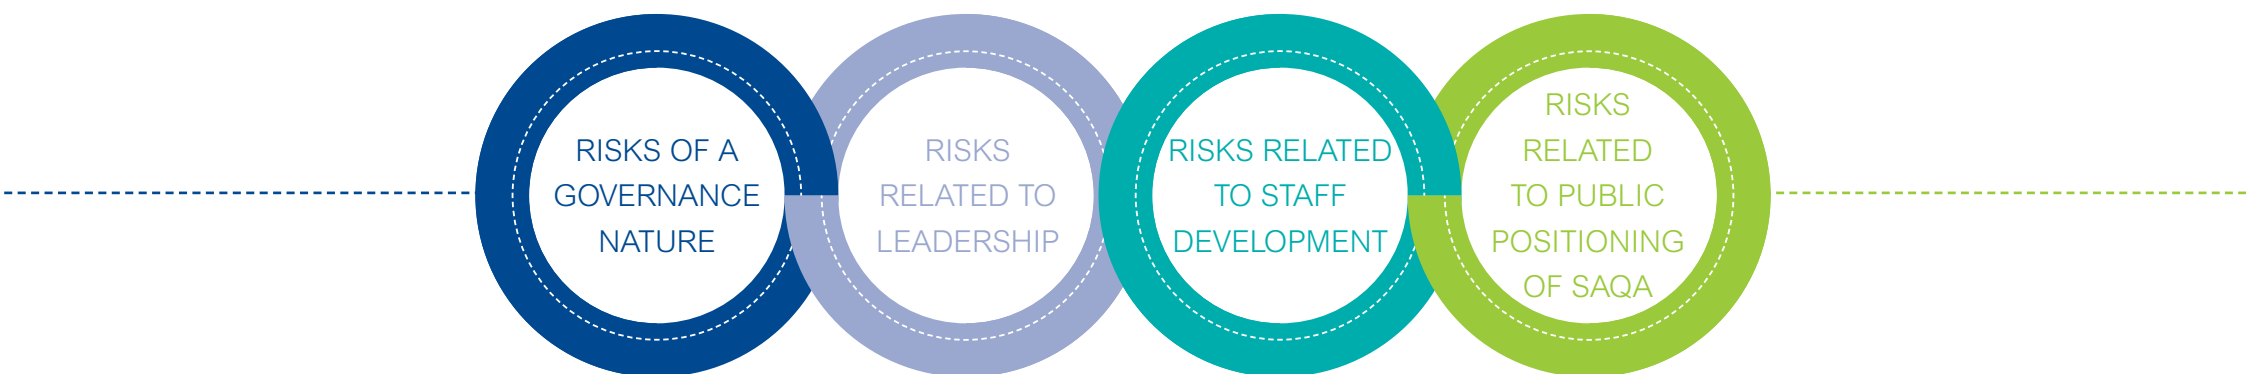 RISKS OF A
GOVERNANCE
NATURE
RISKS
RELATED TO
LEADERSHIP
RISKS RELATED
TO STAFF
DEVELOPMENT
RISKS
RELATED
TO PUBLIC
POSITIONING
OF SAQA